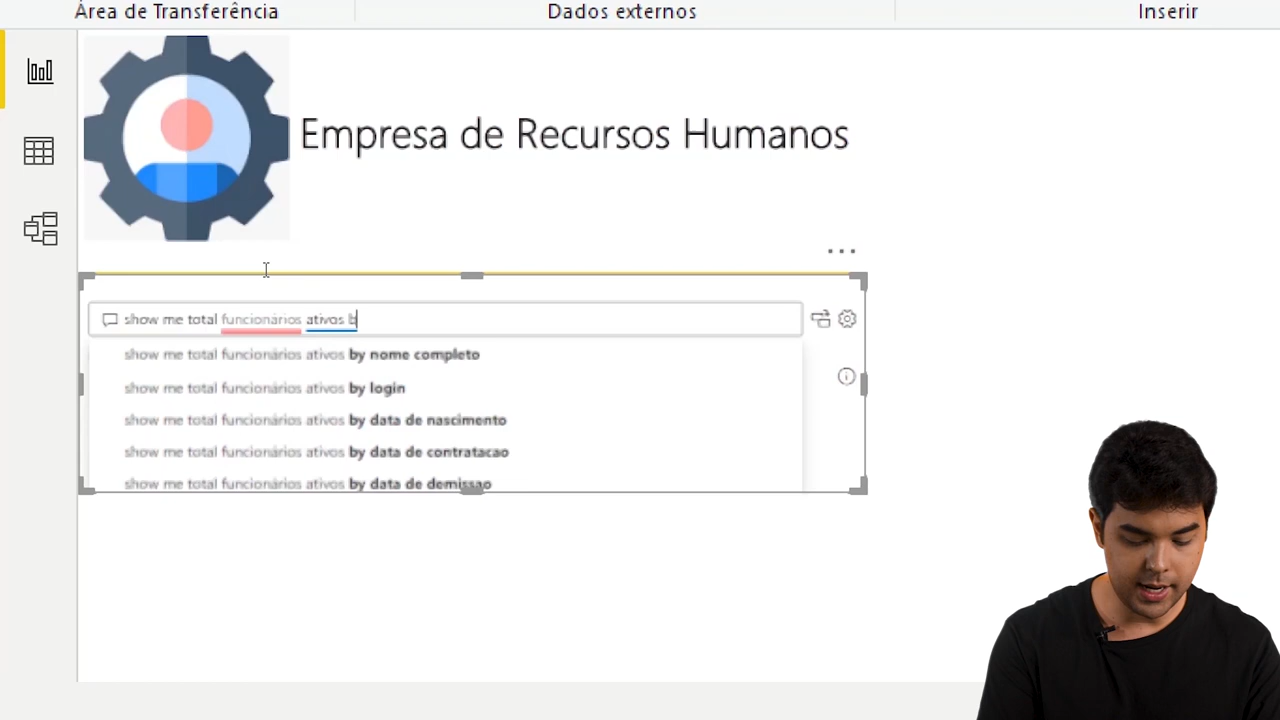 Área de Transferência
Dados externos
Inserir
Empresa de Recursos Humanos
show me total funcionários ativos b
show me total funcionários ativos by nome completo
show me total funcionários ativos by login
show me total funcionários ativos by data de nascimento
show me total funcionários ativos by data de contratacao
show me total funcionários ativos by data de demissao